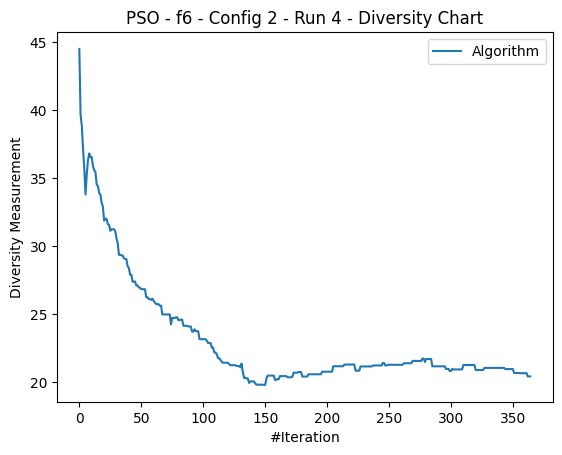 PSO - f6 - Config 2 - Run 4 - Diversity Chart
Algorithm
Diversity Measurement
45
40
35
30
25
20
0 50 100 150 200 250 300 350
#Iteration